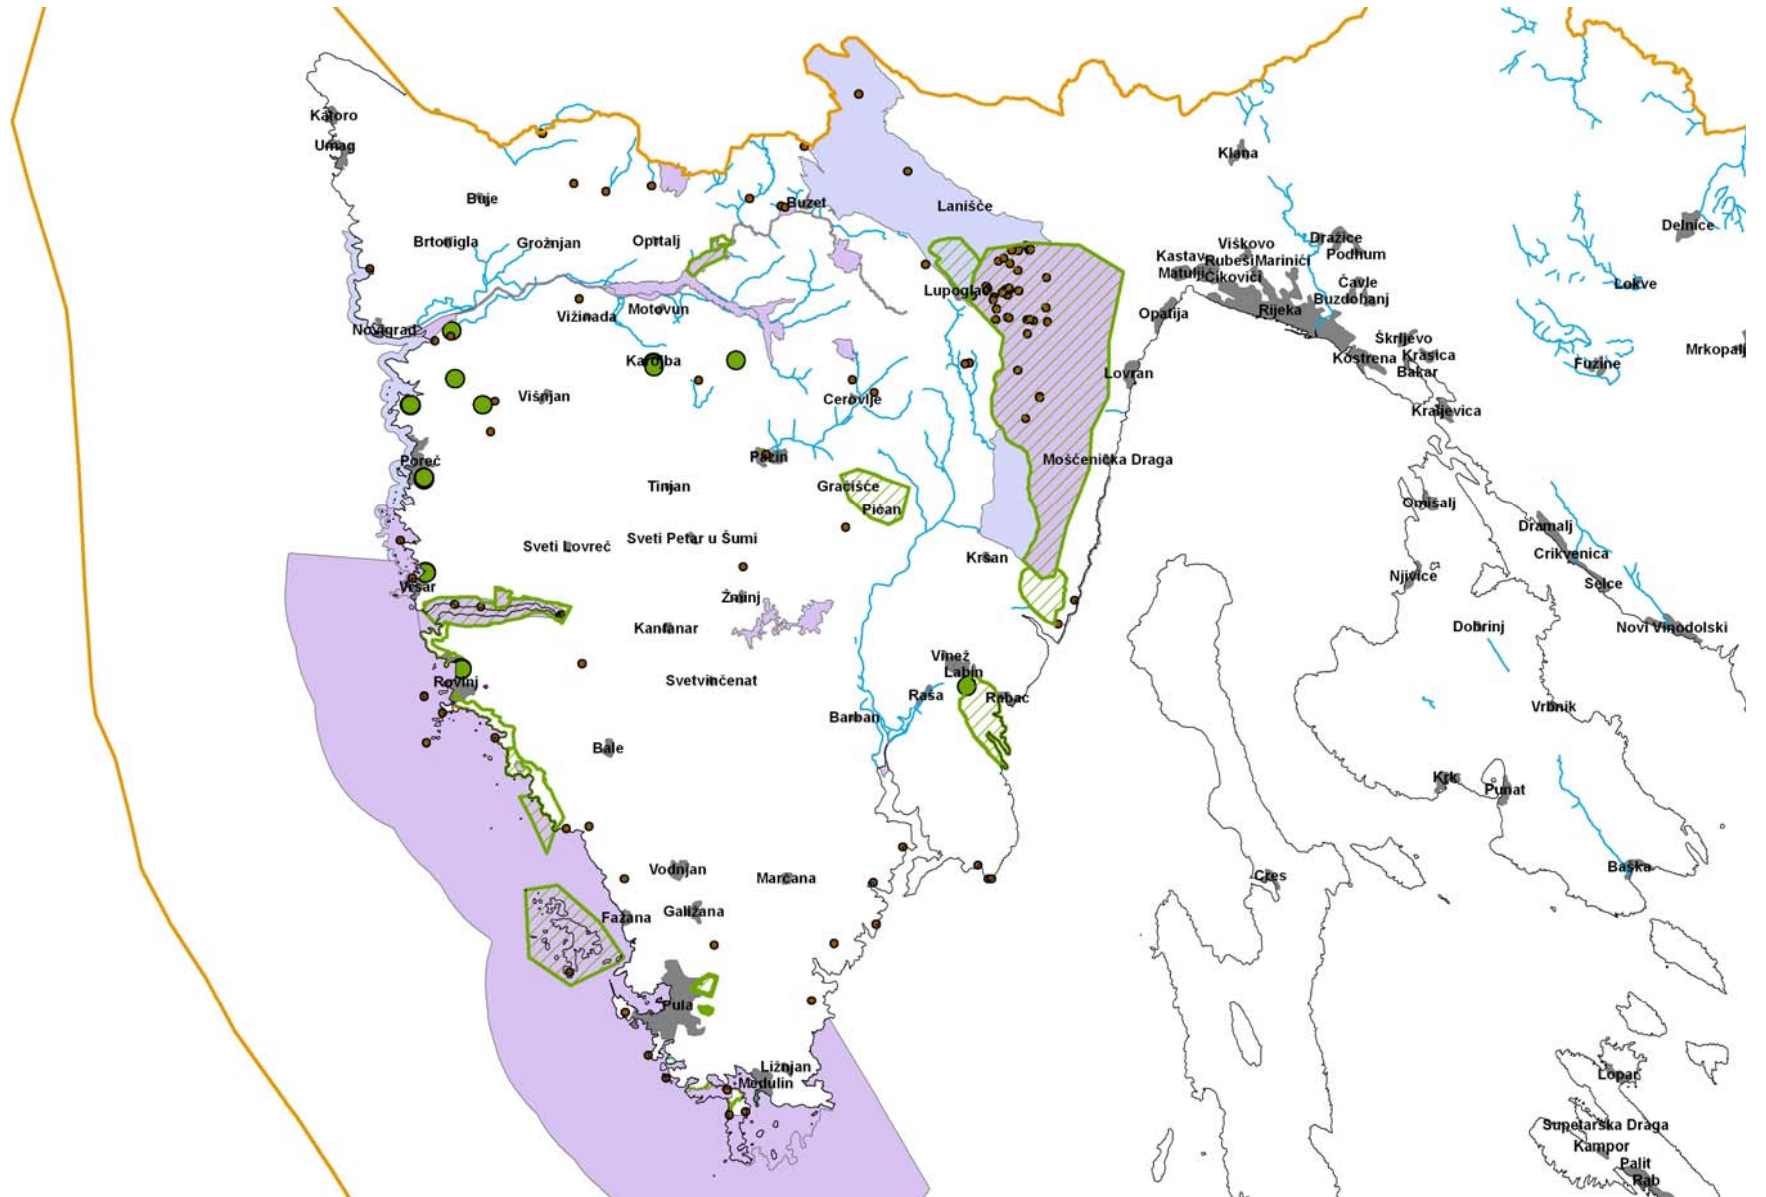 Katoro
Umag
Klana
Buje
Buzet
Lanišće
Delnice
Brtonigla
Grožnjan
Oprtalj
Viškovo
Dražice
Podhum
Kastav
Rubeši
Marinići
Matulji
Čikovići
Čavle
Buzdohanj
Lokve
Lupoglav
Vižinada
Motovun
Opatija
Rijeka
Novigrad
Škrljevo
Kostrena
Krasica
Bakar
Fužine
Mrkopalj
Karojba
Lovran
Višnjan
Cerovlje
Kraljevica
Poreč
Pazin
Mošćenička Draga
Tinjan
Gračišće
Pićan
Omišalj
Dramalj
Crikvenica
Sveti Lovreč
Sveti Petar u Šumi
Kršan
Njivice
Selce
Vrsar
Žminj
Kanfanar
Dobrinj
Novi Vinodolski
Vinež
Labin
Rovinj
Svetvinčenat
Raša
Rabac
Barban
Vrbnik
Bale
Krk
Punat
Vodnjan
Marčana
Cres
Baška
Fažana
Galižana
Pula
Ližnjan
Medulin
Lopar
Supetarska Draga
Kampor
Palit
Rab